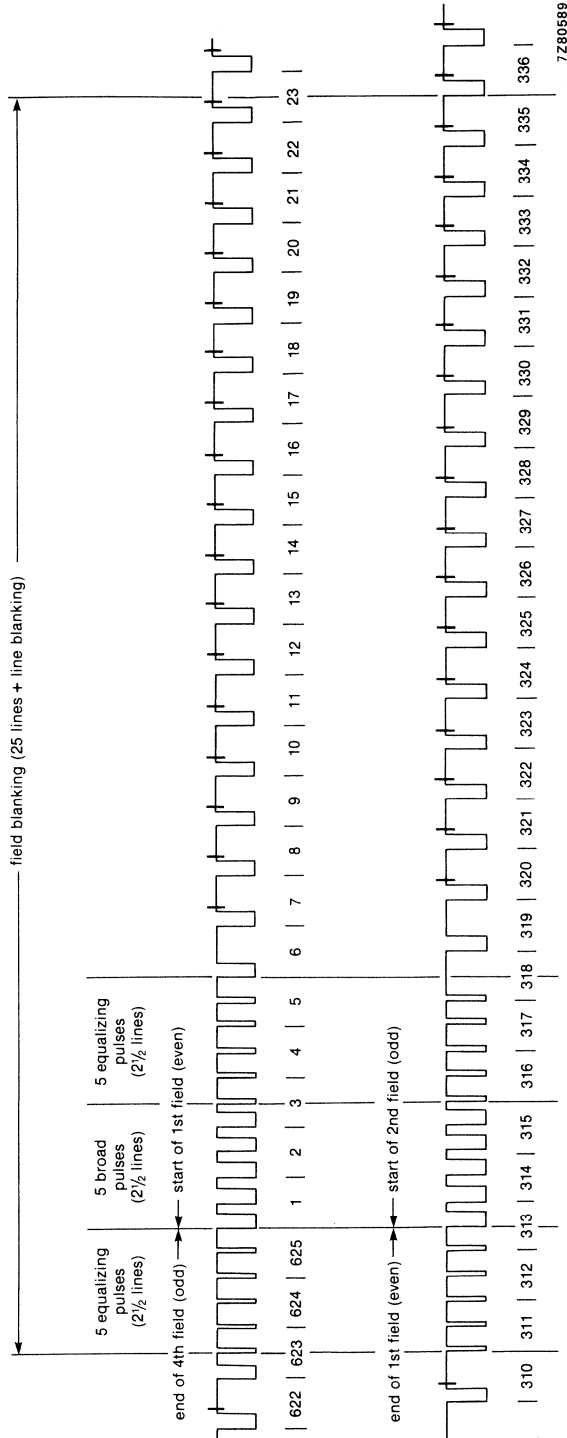 field blanking (25 lines + line blanking)
5 equalizing
pulses
(2½ lines)
5 broad
pulses
(2½ lines)
5 equalizing
pulses
(2½ lines)
end of 4th field (odd)
start of 1st field (even)
622 623 624 625 1 2 3 4 5 6 7 8 9 10 11 12 13 14 15 16 17 18 19 20 21 22 23
end of 1st field (even)
start of 2nd field (odd)
310 311 312 313 314 315 316 317 318 319 320 321 322 323 324 325 326 327 328 329 330 331 332 333 334 335 336
7Z80589